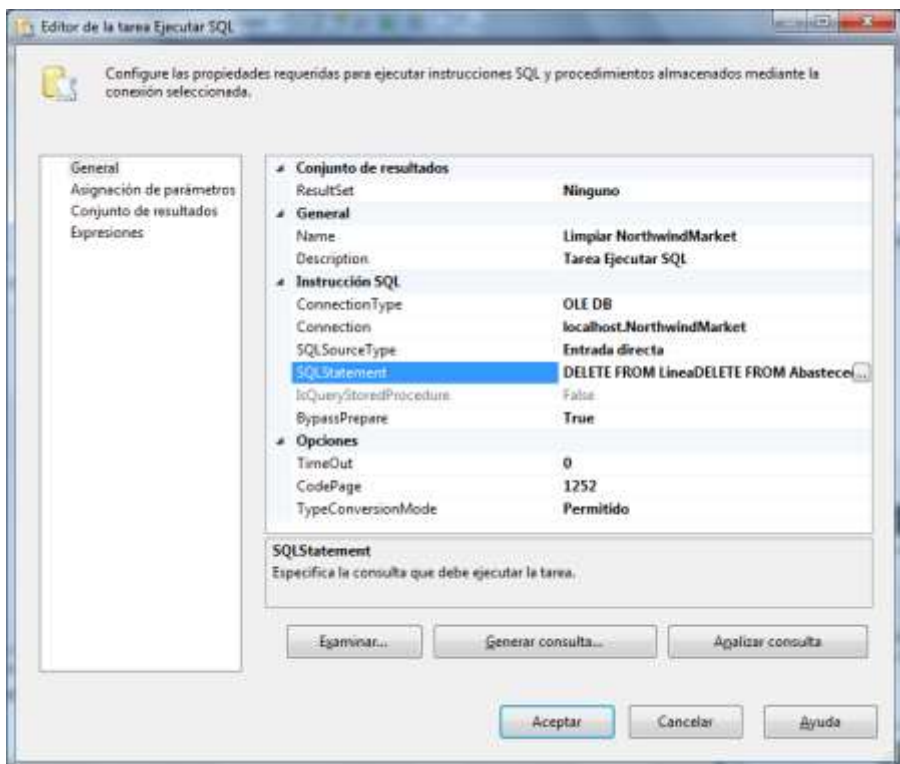 Editor de la tarea Ejecutar SQL
Configure las propiedades requeridas para ejecutar instrucciones SQL y procedimientos almacenados mediante la
conexión seleccionada.
General
Asignación de parámetros
Conjunto de resultados
Expresiones
Conjunto de resultados
ResultSet Ninguno
General
Name Limpiar NorthwindMarket
Description Tarea Ejecutar SQL
Instrucción SQL
ConnectionType OLE DB
Connection localhost.NorthwindMarket
SQLSourceType Entrada directa
SQLStatement DELETE FROM LineaDELETE FROM Abastece ...
IsQueryStoredProcedure False
BypassPrepare True
Opciones
TimeOut 0
CodePage 1252
TypeConversionMode Permitido
SQLStatement
Especifica la consulta que debe ejecutar la tarea.
Examinar... Generar consulta... Analizar consulta
Aceptar Cancelar Ayuda